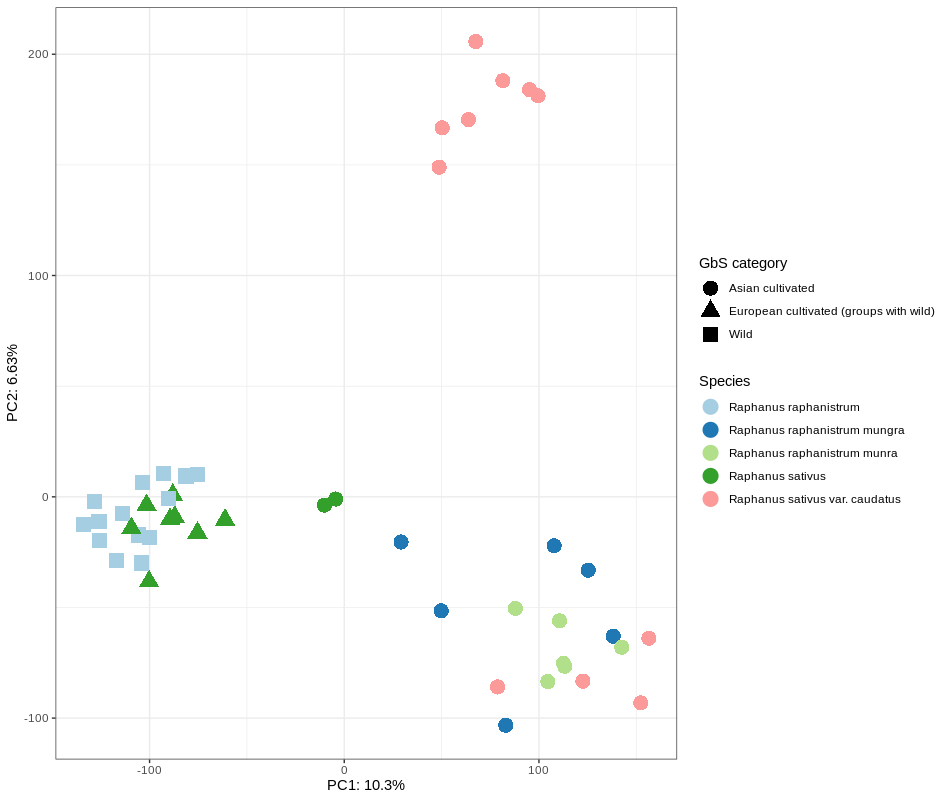 200
100
0
-100
-100
0
100
PC1: 10.3%
PC2: 6.63%
GbS category
Asian cultivated
European cultivated (groups with wild)
Wild
Species
Raphanus raphanistrum
Raphanus raphanistrum mungra
Raphanus raphanistrum munra
Raphanus sativus
Raphanus sativus var. caudatus